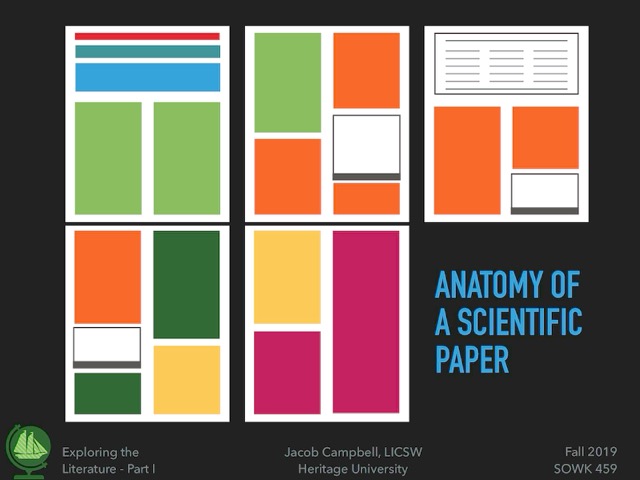 ANATOMY OF
A SCIENTIFIC
PAPER
Exploring the
Literature - Part I
Jacob Campbell, LICSW
Heritage University
Fall 2019
SOWK 459